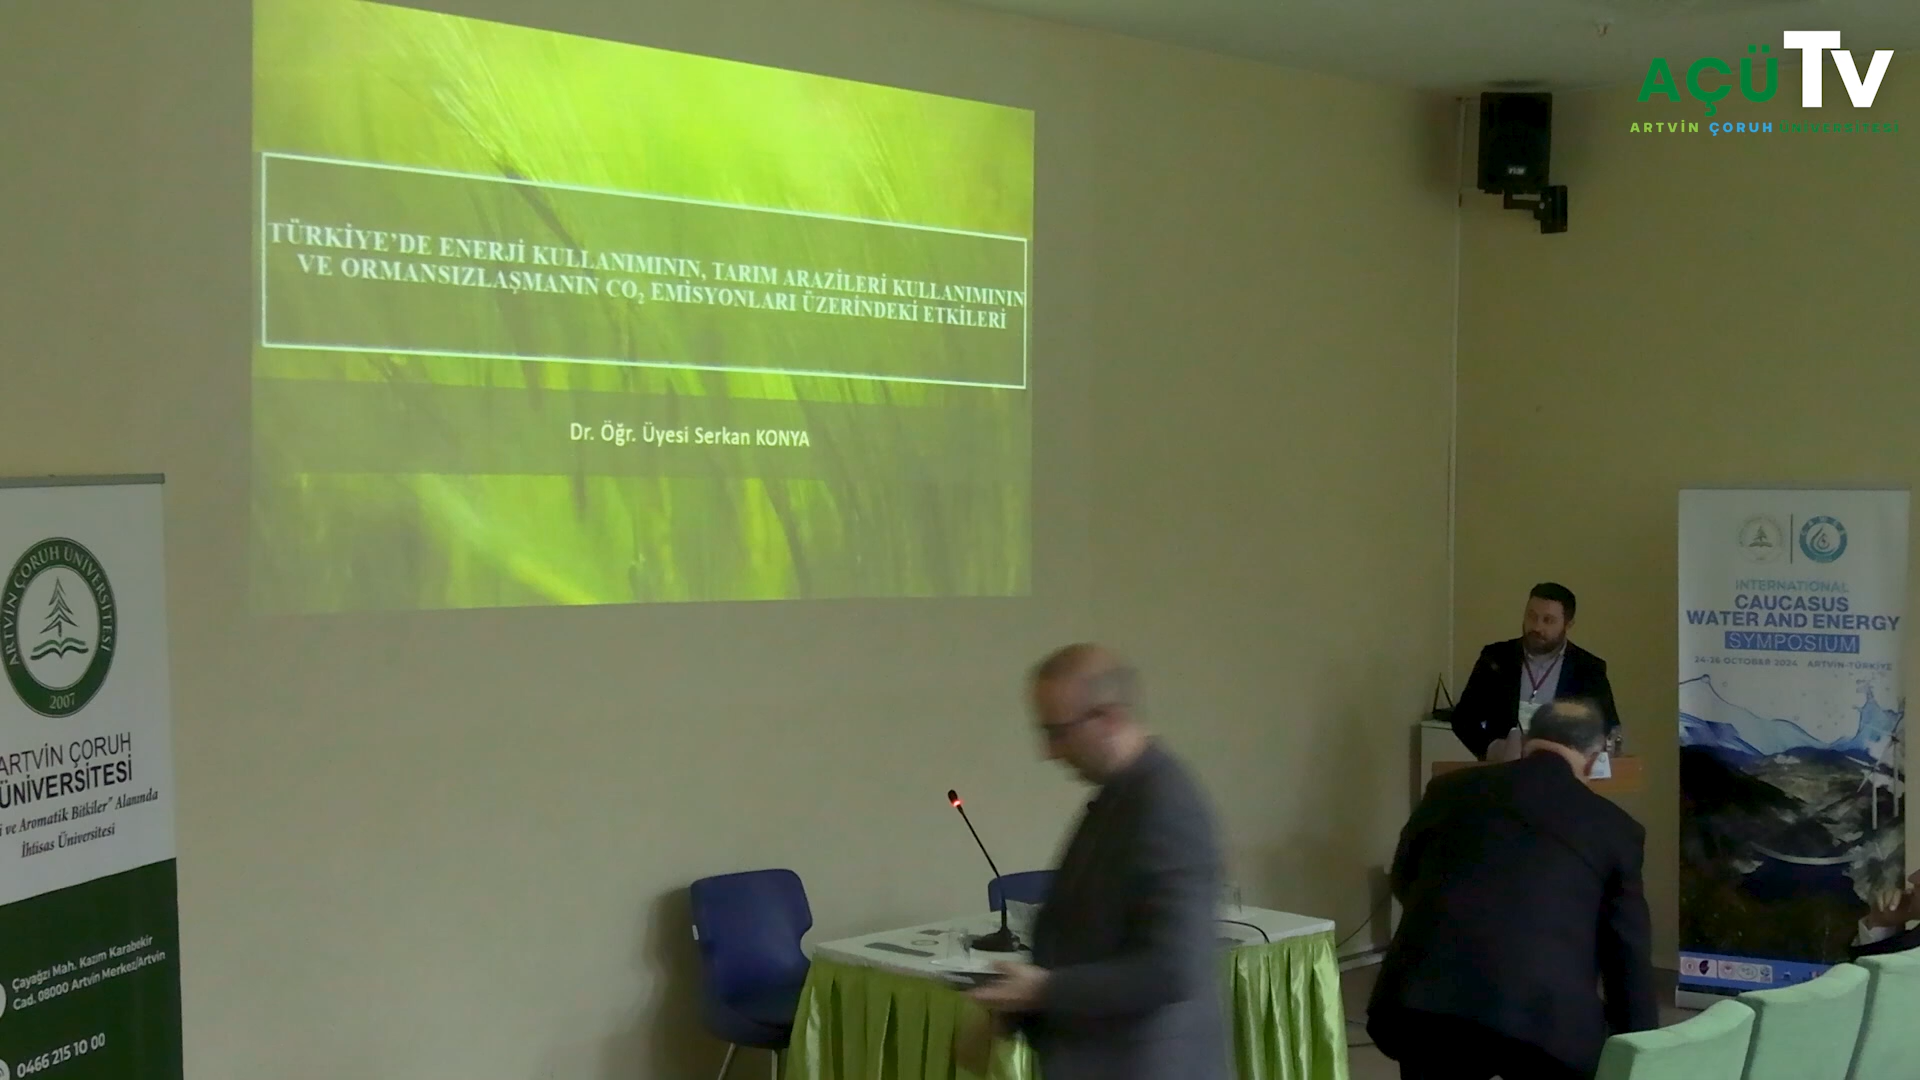 AÇÜ TV
ARTVİN ÇORUH ÜNİVERSİTESİ
TÜRKİYE'DE ENERJİ KULLANIMININ, TARIM ARAZİLERİ KULLANIMININ
VE ORMANSIZLAŞMANIN CO₂ EMİSYONLARI ÜZERİNDEKİ ETKİLERİ
Dr. Öğr. Üyesi Serkan KONYA
ARTVİN ÇORUH ÜNİVERSİTESİ
2007
ARTVİN ÇORUH
ÜNİVERSİTESİ
i ve Aromatik Bitkiler" Alanında
İhtisas Üniversitesi
Çayağzı Mah. Kazım Karabekir
Cad. 08000 Artvin Merkez/Artvin
0466 215 10 00
INTERNATIONAL
CAUCASUS
WATER AND ENERGY
SYMPOSIUM
24-26 OCTOBER 2024 ARTVİN-TÜRKİYE